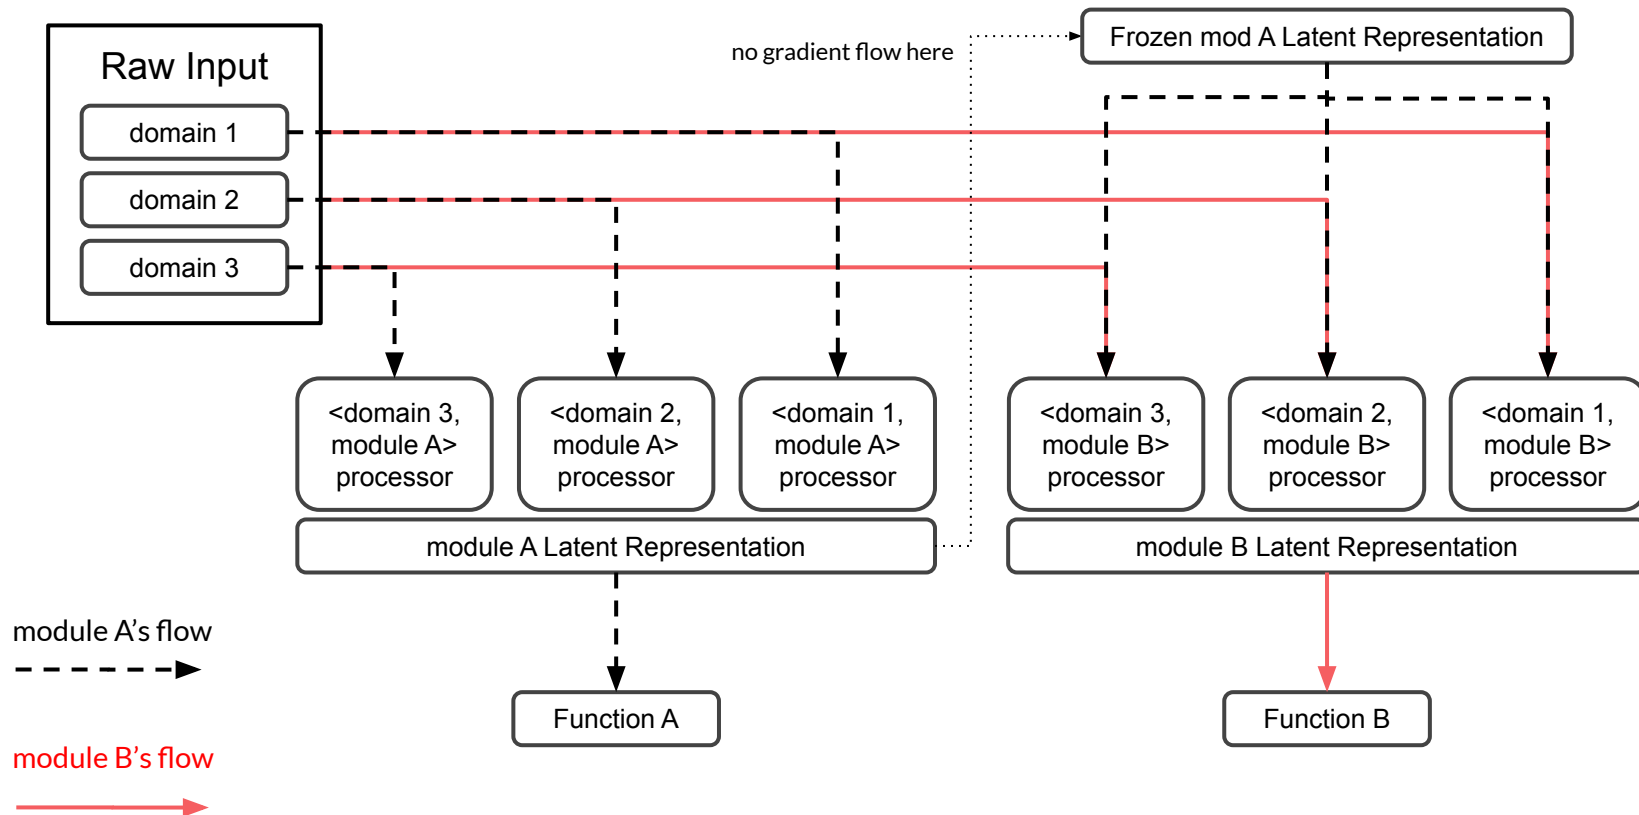 Raw Input
domain 1
domain 2
domain 3
no gradient flow here
Frozen mod A Latent Representation
<domain 3,
module A>
processor
<domain 2,
module A>
processor
<domain 1,
module A>
processor
<domain 3,
module B>
processor
<domain 2,
module B>
processor
<domain 1,
module B>
processor
module A Latent Representation
module B Latent Representation
module A’s flow
module B’s flow
Function A
Function B